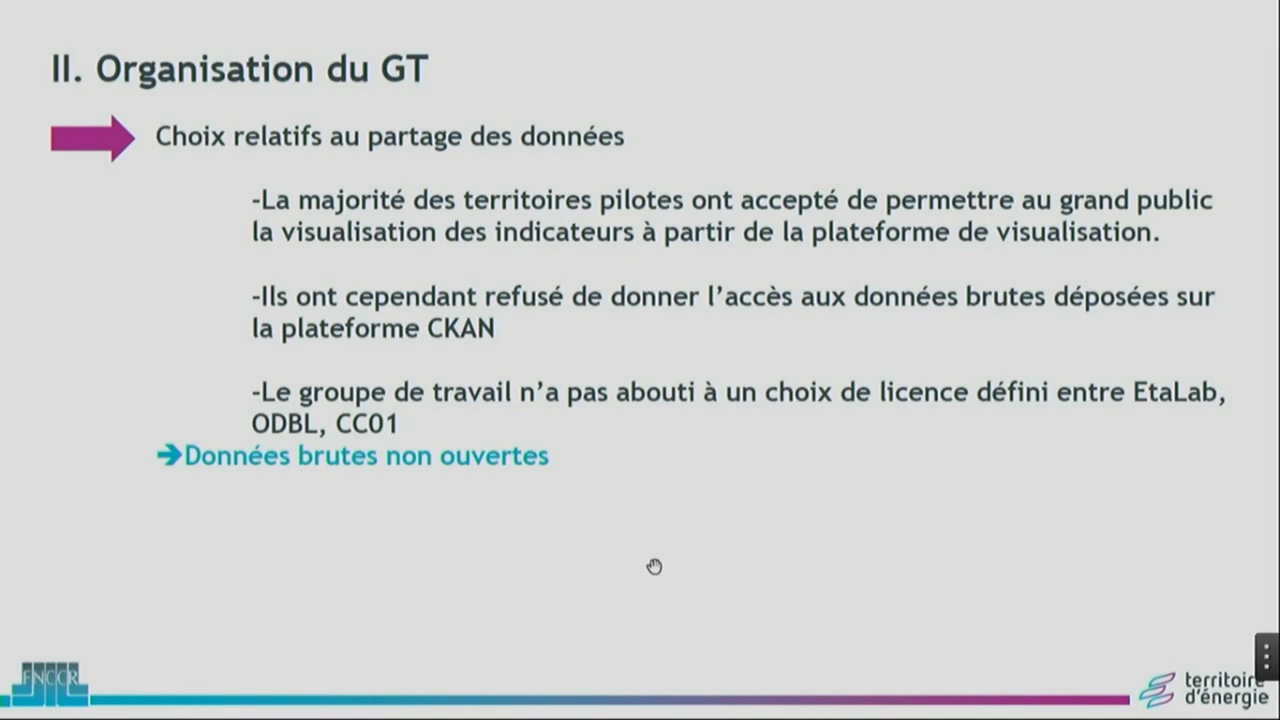 II. Organisation du GT
Choix relatifs au partage des données
-La majorité des territoires pilotes ont accepté de permettre au grand public
la visualisation des indicateurs à partir de la plateforme de visualisation.
-Ils ont cependant refusé de donner l'accès aux données brutes déposées sur
la plateforme CKAN
-Le groupe de travail n'a pas abouti à un choix de licence défini entre EtaLab,
ODBL, CC01
➔Données brutes non ouvertes
FNCCR
territoire
d'énergie